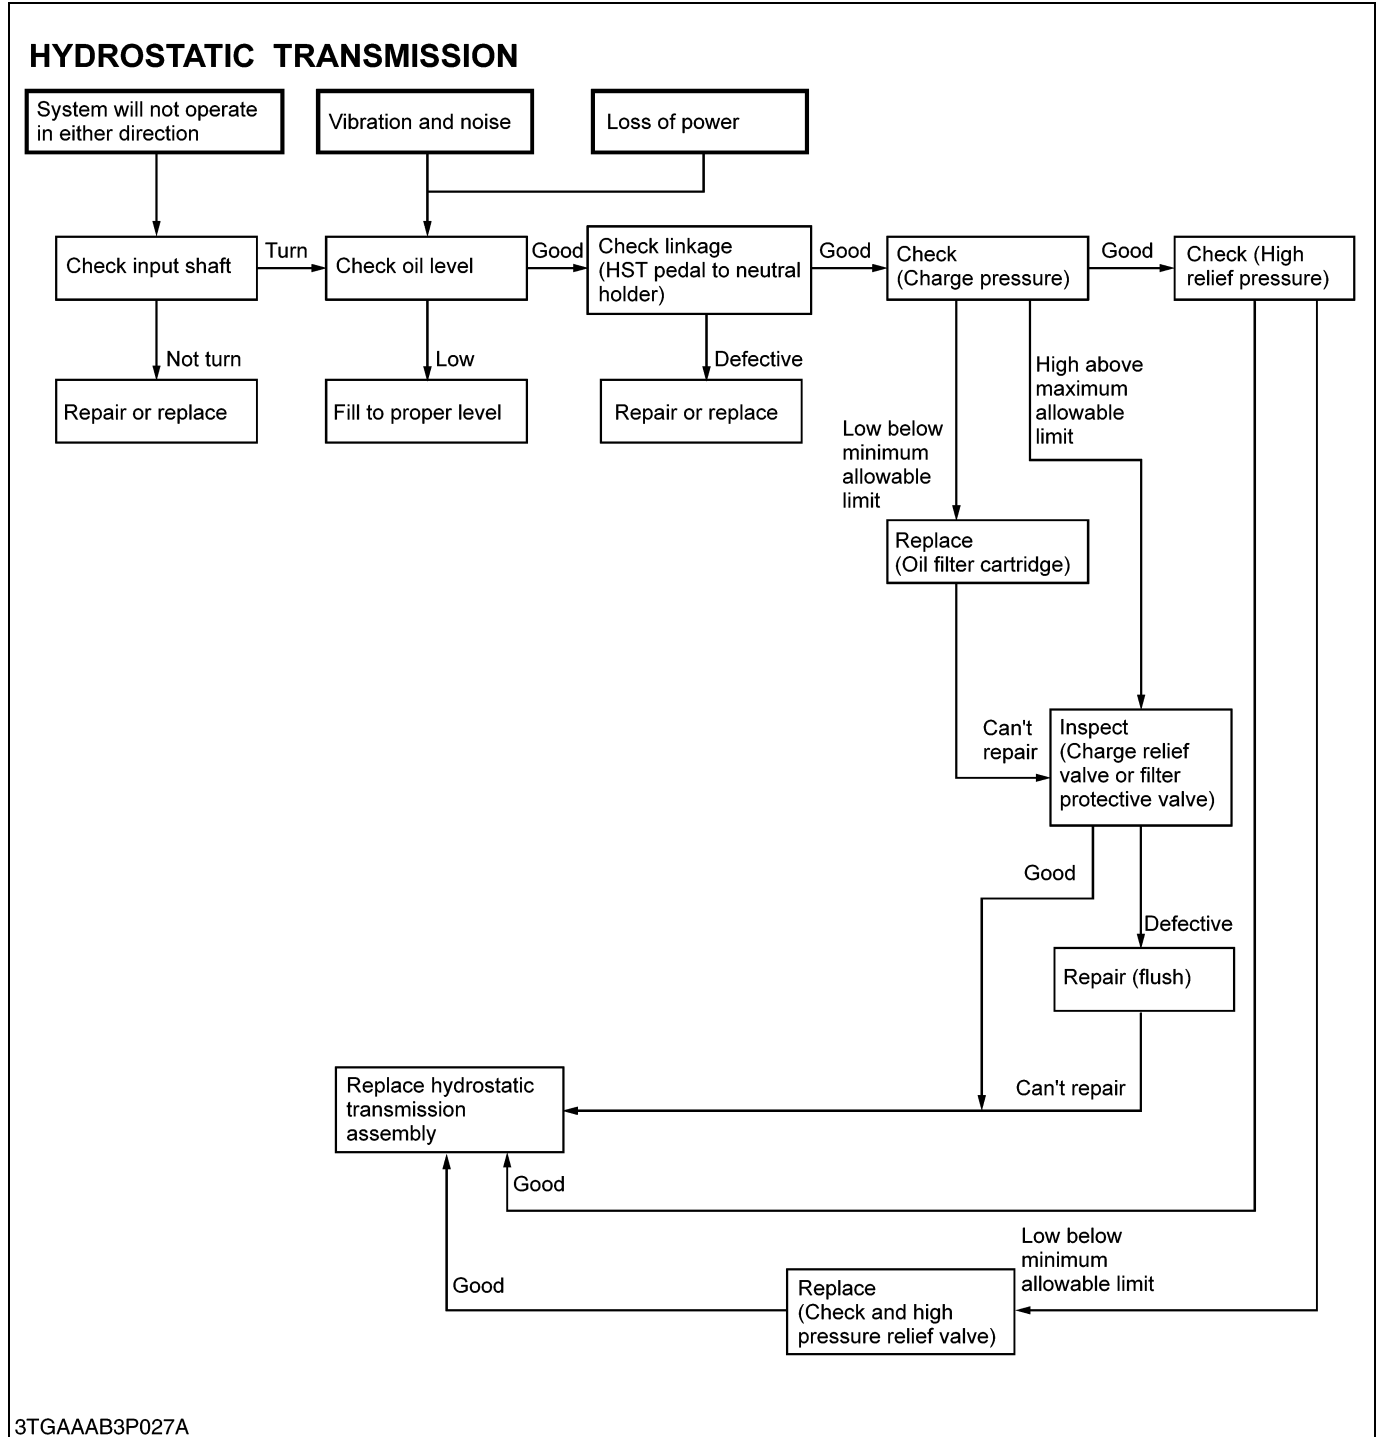 HYDROSTATIC TRANSMISSION
System will not operate
in either direction
Vibration and noise
Loss of power
Check input shaft
Turn
Check oil level
Good
Check linkage
(HST pedal to neutral
holder)
Good
Check
(Charge pressure)
Good
Check (High
relief pressure)
Not turn
Low
Defective
Repair or replace
Fill to proper level
Repair or replace
High above
maximum
allowable
limit
Low below
minimum
allowable
limit
Replace
(Oil filter cartridge)
Can't
repair
Inspect
(Charge relief
valve or filter
protective valve)
Good
Defective
Repair (flush)
Can't repair
Replace hydrostatic
transmission
assembly
Good
Low below
minimum
allowable limit
Good
Replace
(Check and high
pressure relief valve)
3TGAAAB3P027A